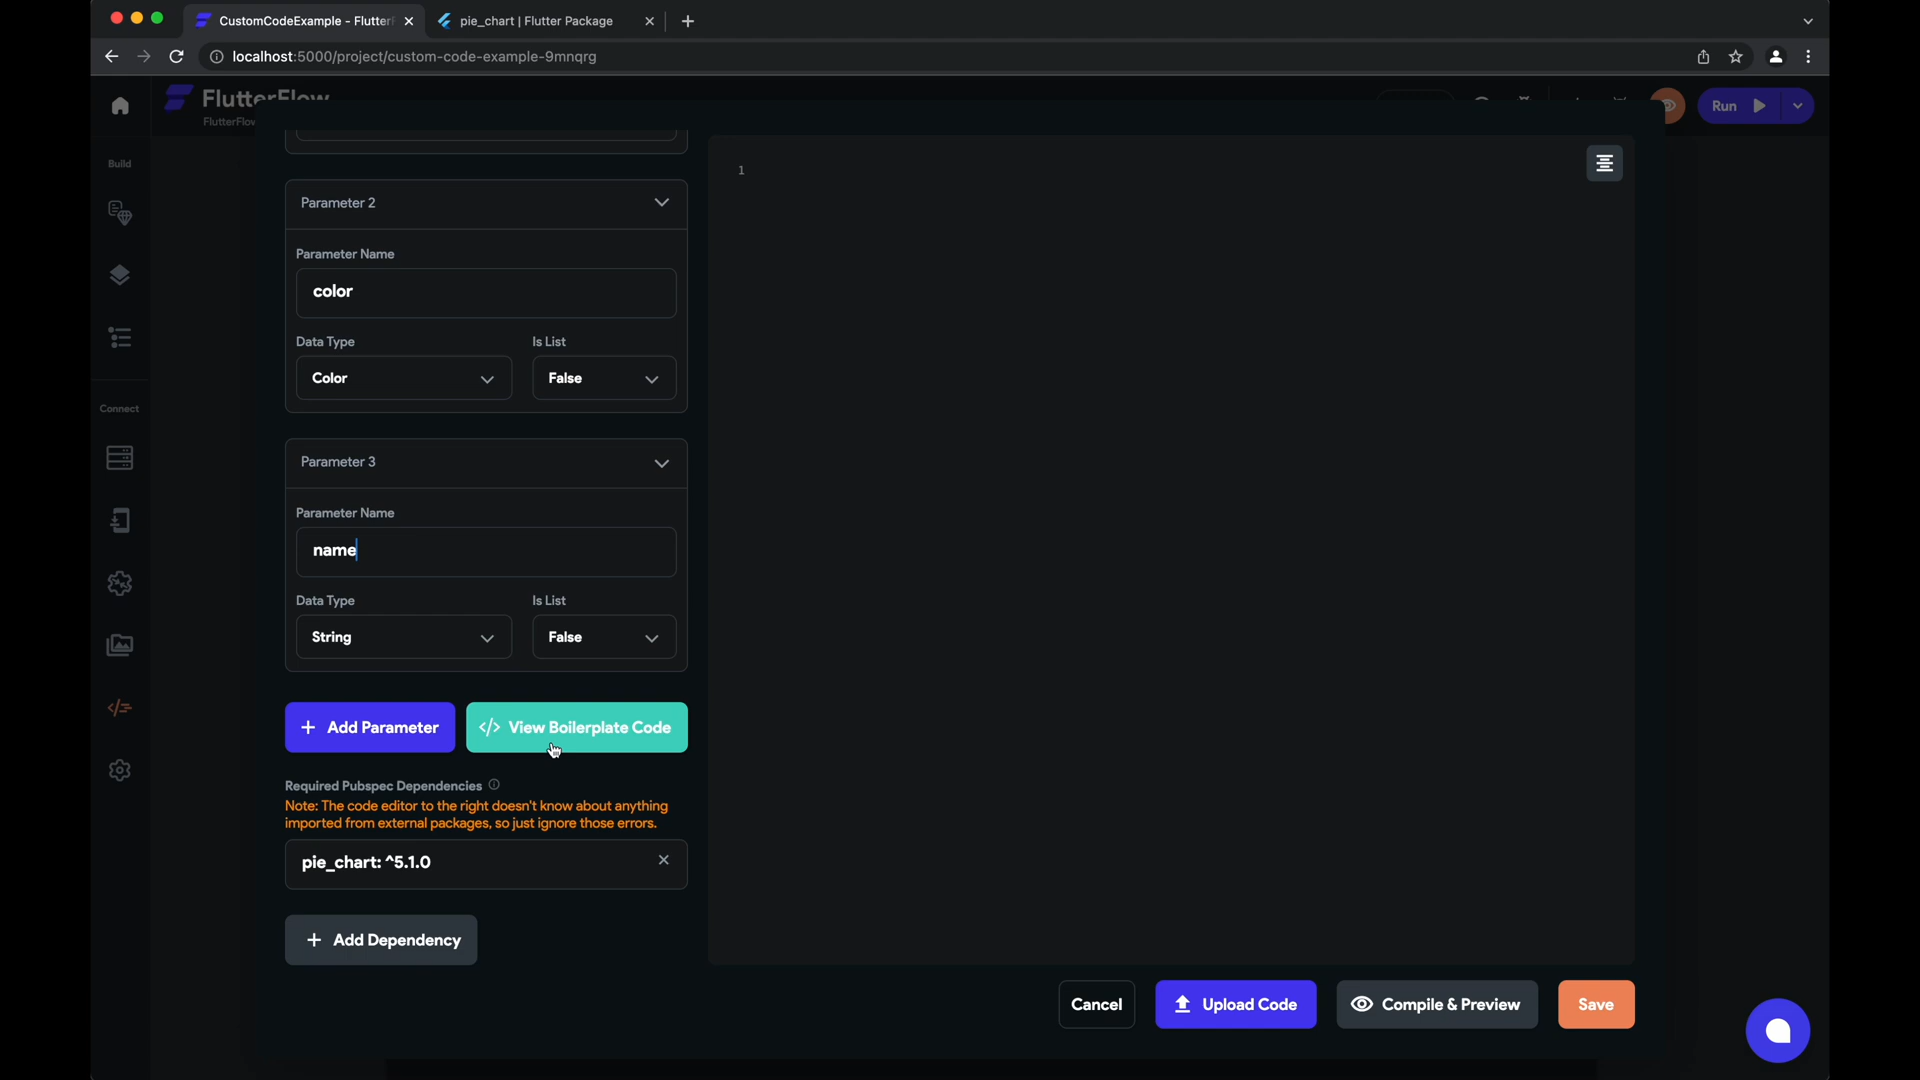 CustomCodeExample - FlutterF
pie_chart | Flutter Package
localhost:5000/project/custom-code-example-9mnqrg
FlutterFlow
FlutterFlow
Run
Build
1
Parameter 2
Parameter Name
color
Data Type
Is List
Color
False
Connect
Parameter 3
Parameter Name
name
Data Type
Is List
String
False
+ Add Parameter
</> View Boilerplate Code
Required Pubspec Dependencies
Note: The code editor to the right doesn't know about anything
imported from external packages, so just ignore those errors.
pie_chart: ^5.1.0
+ Add Dependency
Cancel
Upload Code
Compile & Preview
Save